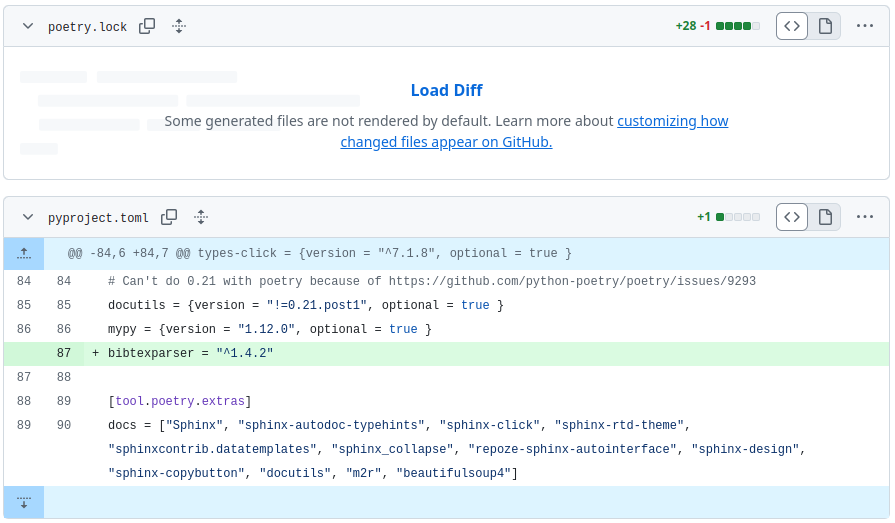 poetry.lock
+28 -1
Load Diff
Some generated files are not rendered by default. Learn more about customizing how
changed files appear on GitHub.
pyproject.toml
+1
@@ -84,6 +84,7 @@ types-click = {version = "^7.1.8", optional = true }
84 84 # Can't do 0.21 with poetry because of https://github.com/python-poetry/poetry/issues/9293
85 85 docutils = {version = "!=0.21.post1", optional = true }
86 86 mypy = {version = "1.12.0", optional = true }
87 + bibtexparser = "^1.4.2"
87 88
88 89 [tool.poetry.extras]
89 90 docs = ["Sphinx", "sphinx-autodoc-typehints", "sphinx-click", "sphinx-rtd-theme",
"sphinxcontrib.datatemplates", "sphinx_collapse", "repoze-sphinx-autointerface", "sphinx-design",
"sphinx-copybutton", "docutils", "m2r", "beautifulsoup4"]